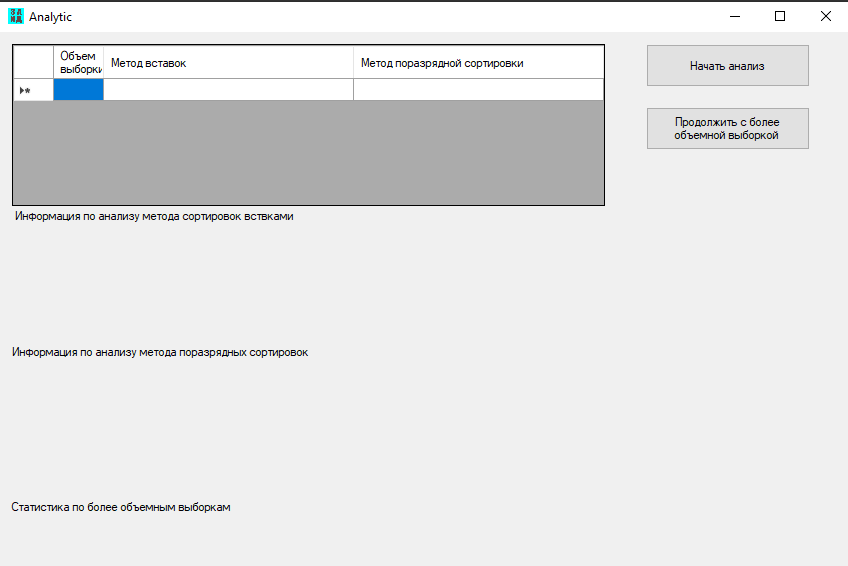 Analytic
Объем
выборки
Метод вставок
Метод поразрядной сортировки
Начать анализ
Продолжить с более
объемной выборкой
Информация по анализу метода сортировок вствками
Информация по анализу метода поразрядных сортировок
Статистика по более объемным выборкам